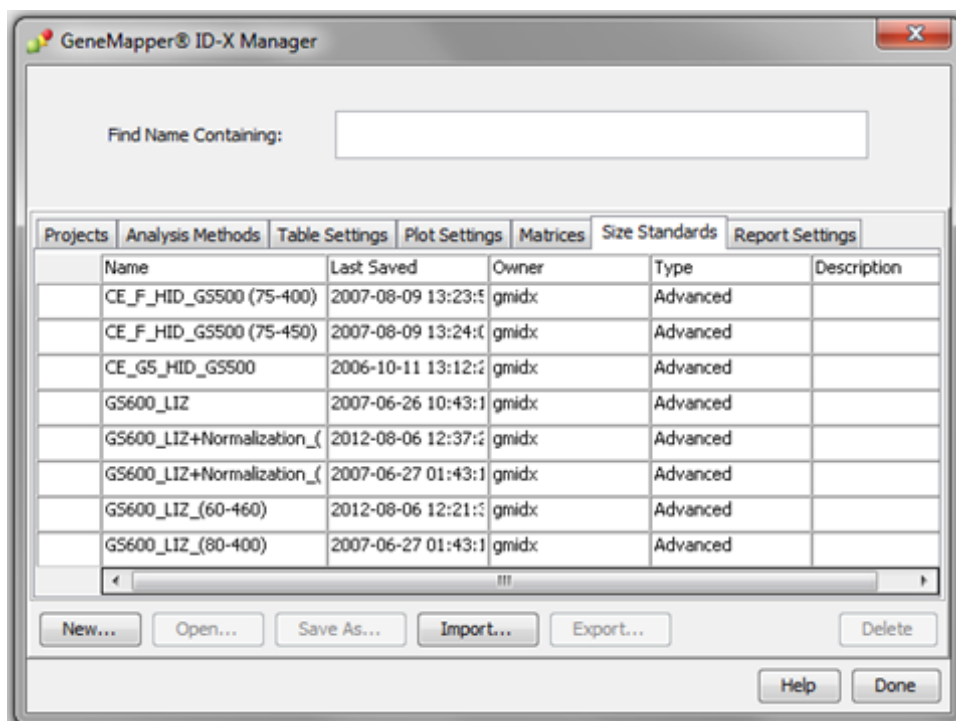 GeneMapper® ID-X Manager
Find Name Containing:
Projects Analysis Methods Table Settings Plot Settings Matrices Size Standards Report Settings
Name Last Saved Owner Type Description
CE_F_HID_GS500 (75-400) 2007-08-09 13:23:5 gmidx Advanced
CE_F_HID_GS500 (75-450) 2007-08-09 13:24:0 gmidx Advanced
CE_G5_HID_GS500 2006-10-11 13:12:2 gmidx Advanced
GS600_LIZ 2007-06-26 10:43:1 gmidx Advanced
GS600_LIZ+Normalization_( 2012-08-06 12:37:2 gmidx Advanced
GS600_LIZ+Normalization_( 2007-06-27 01:43:1 gmidx Advanced
GS600_LIZ_(60-460) 2012-08-06 12:21:3 gmidx Advanced
GS600_LIZ_(80-400) 2007-06-27 01:43:1 gmidx Advanced
New... Open... Save As... Import... Export... Delete
Help Done